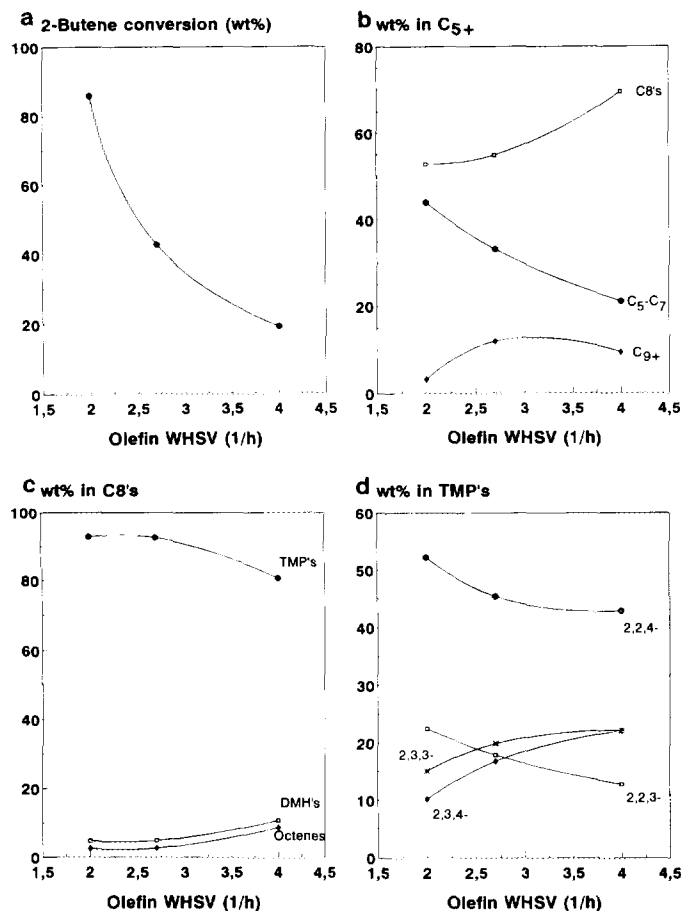 a 2-Butene conversion (wt%)
100
80
60
40
20
0
1,5 2 2,5 3 3,5 4 4,5
Olefin WHSV (1/h)
b wt% in C5+
80
60
40
20
0
C8's
C5-C7
C9+
1,5 2 2,5 3 3,5 4 4,5
Olefin WHSV (1/h)
c wt% in C8's
100
80
60
40
20
0
TMP's
DMH's
Octenes
1,5 2 2,5 3 3,5 4 4,5
Olefin WHSV (1/h)
d wt% in TMP's
60
50
40
30
20
10
0
2,2,4-
2,3,3-
2,3,4-
2,2,3-
1,5 2 2,5 3 3,5 4 4,5
Olefin WHSV (1/h)